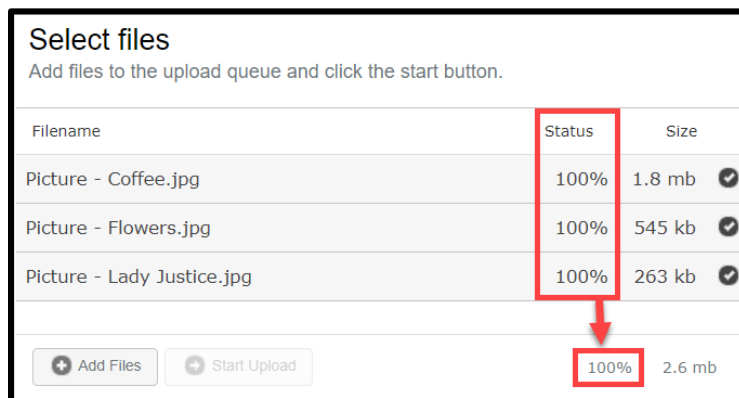 Select files
Add files to the upload queue and click the start button.
Filename Status Size
Picture - Coffee.jpg 100% 1.8 mb
Picture - Flowers.jpg 100% 545 kb
Picture - Lady Justice.jpg 100% 263 kb
Add Files Start Upload 100% 2.6 mb